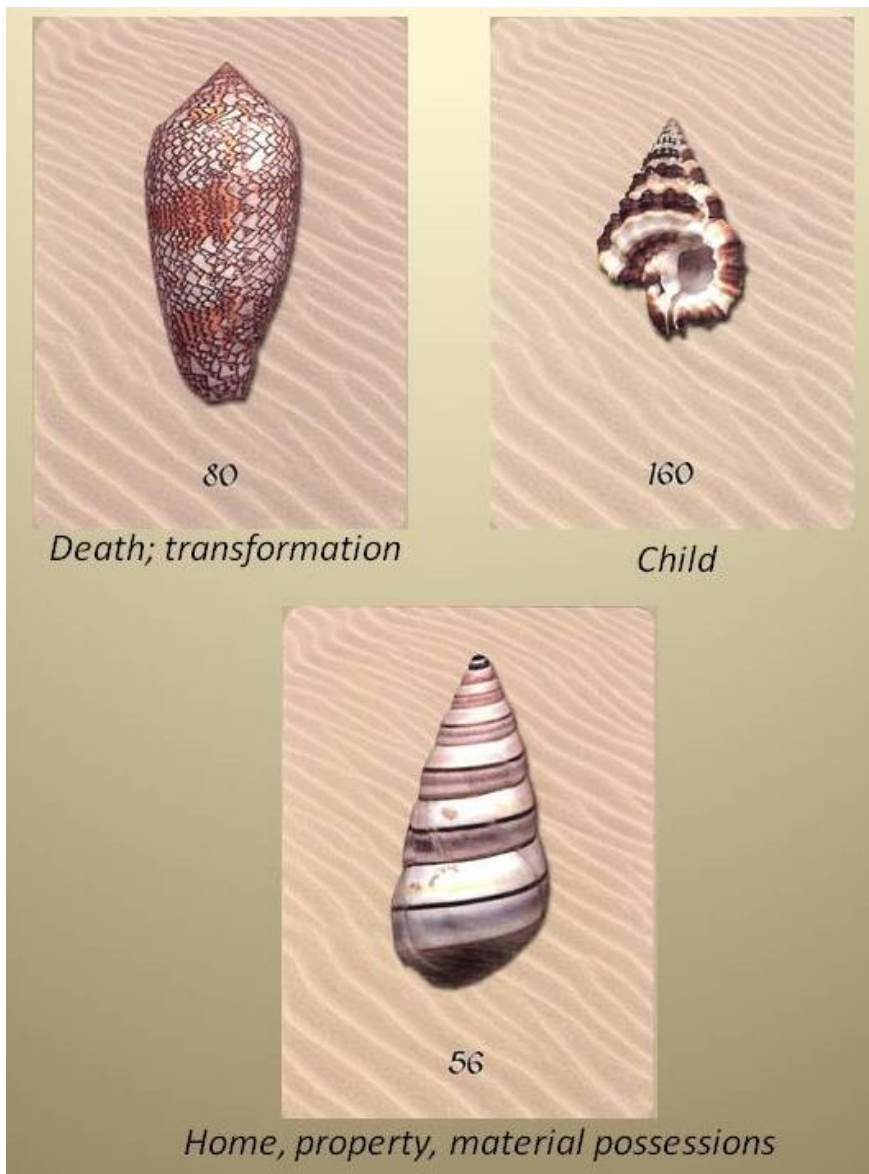 80
160
Death; transformation
Child
56
Home, property, material possessions